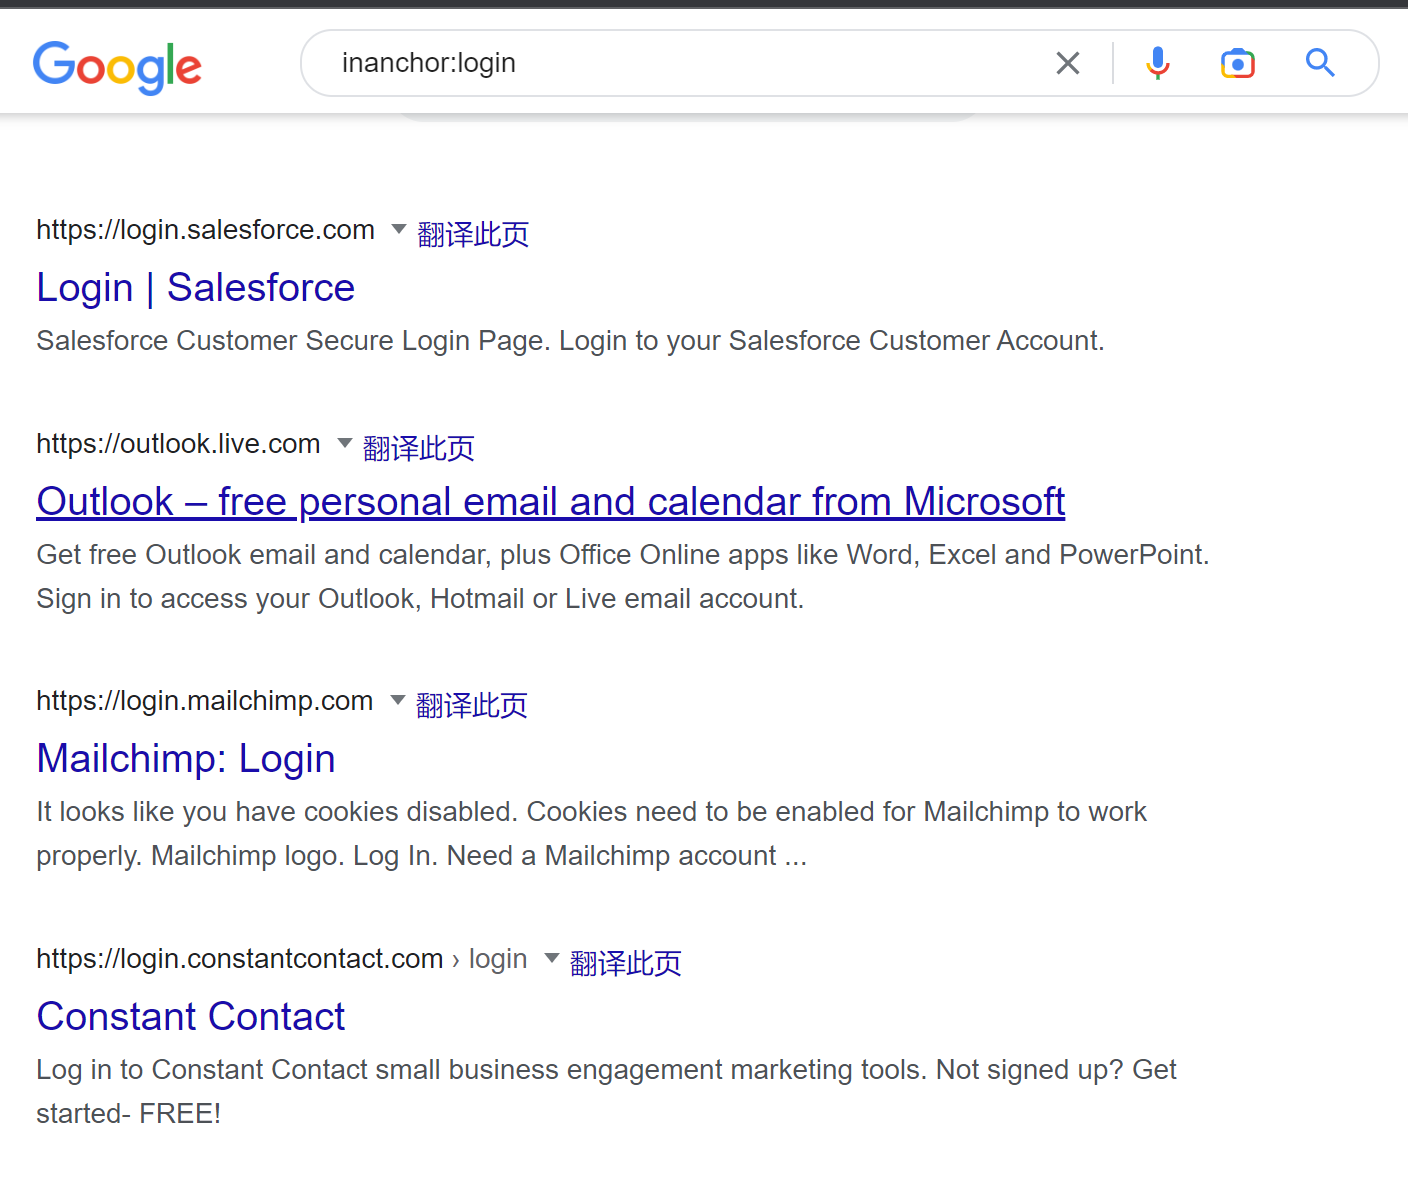 Google
inanchor:login
https://login.salesforce.com 翻译此页
Login | Salesforce
Salesforce Customer Secure Login Page. Login to your Salesforce Customer Account.
https://outlook.live.com 翻译此页
Outlook – free personal email and calendar from Microsoft
Get free Outlook email and calendar, plus Office Online apps like Word, Excel and PowerPoint.
Sign in to access your Outlook, Hotmail or Live email account.
https://login.mailchimp.com 翻译此页
Mailchimp: Login
It looks like you have cookies disabled. Cookies need to be enabled for Mailchimp to work
properly. Mailchimp logo. Log In. Need a Mailchimp account ...
https://login.constantcontact.com › login 翻译此页
Constant Contact
Log in to Constant Contact small business engagement marketing tools. Not signed up? Get
started- FREE!